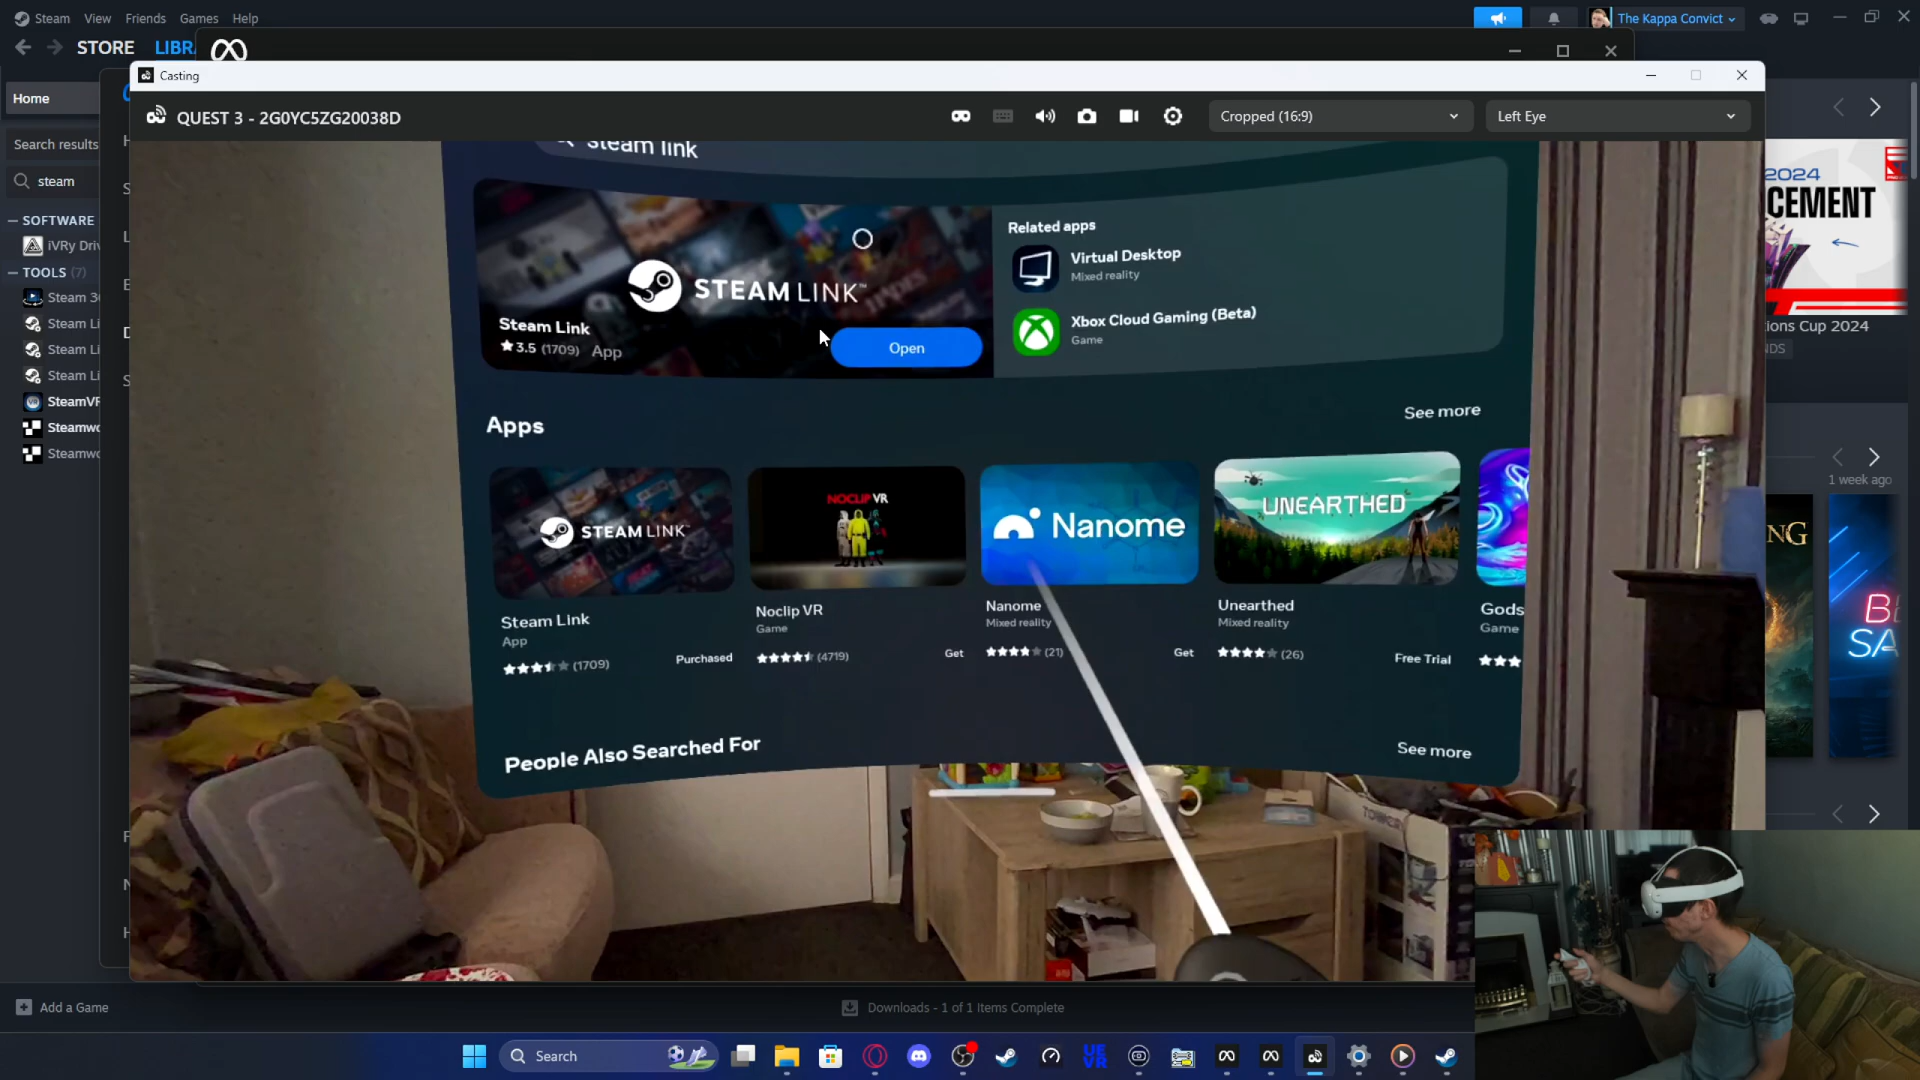 Steam View Friends Games Help
The Kappa Convict
STORE LIBR
Casting
Home
QUEST 3 - 2G0YC5ZG20038D
Cropped (16:9)
Left Eye
Search results
steam
steam link
SOFTWARE
iVRy Driv
TOOLS (7)
Steam 3
Steam Li
Steam Li
Steam Li
SteamVR
Steamwo
Steamwo
STEAM LINK™
Steam Link
3.5 (1709) App
Open
Related apps
Virtual Desktop
Mixed reality
Xbox Cloud Gaming (Beta)
Game
2024
CEMENT
ions Cup 2024
NDS
Apps
See more
STEAM LINK™
NOCLIP VR
Nanome
UNEARTHED
Steam Link
App
(1709)
Purchased
Noclip VR
Game
(4719)
Get
Nanome
Mixed reality
(21)
Get
Unearthed
Mixed reality
(26)
Free Trial
Gods
Game
1 week ago
NG
People Also Searched For
See more
Add a Game
Downloads - 1 of 1 Items Complete
Search
UE
VR